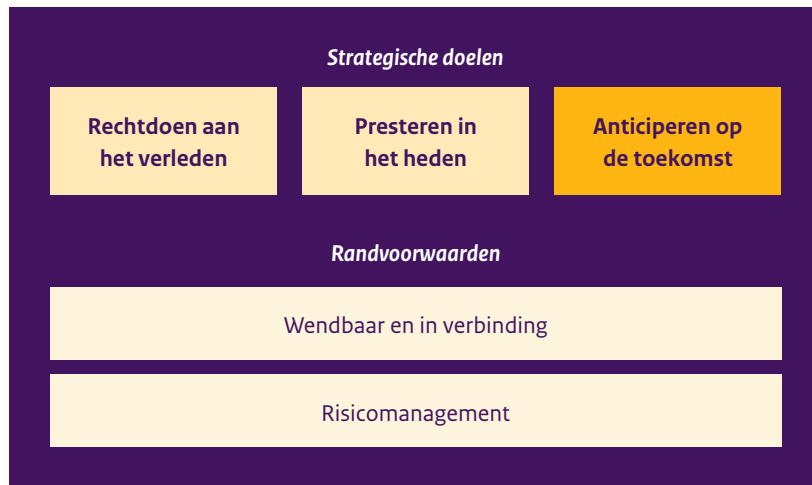 Strategische doelen
Rechtdoen aan
het verleden
Presteren in
het heden
Anticiperen op
de toekomst
Randvoorwaarden
Wendbaar en in verbinding
Risicomanagement